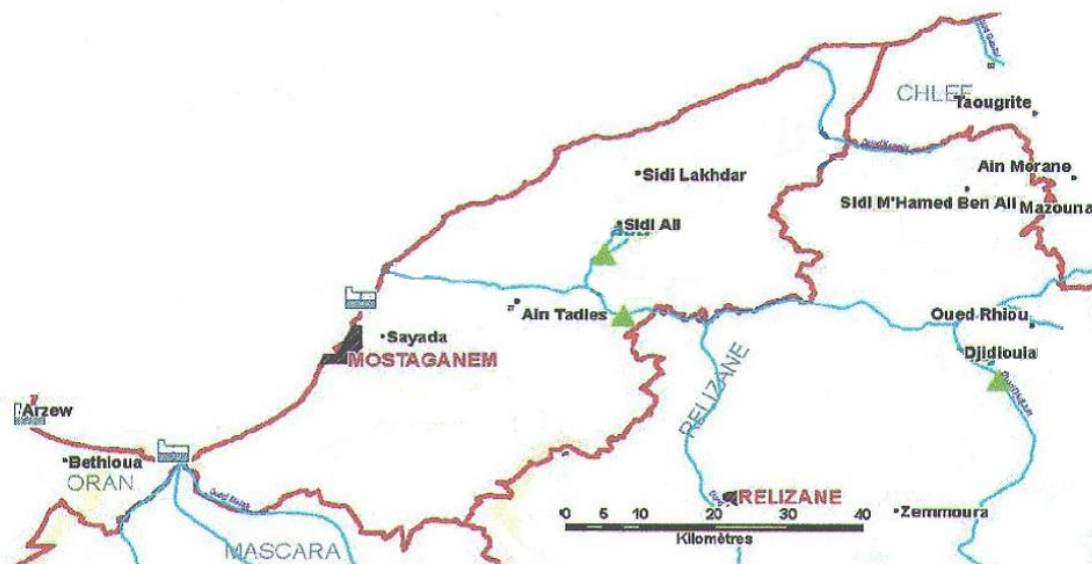 CHLEF
Taougrite
Ain Merane
Sidi Lakhdar
Sidi M'Hamed Ben Ali
Mazouna
Sidi Ali
Ain Tadles
Oued Rhiou
Sayada
MOSTAGANEM
Djidiouia
RELIZANE
Arzew
Bethioua
ORAN
RELIZANE
0 5 10 20 30 40
Kilomètres
Zemmoura
MASCARA